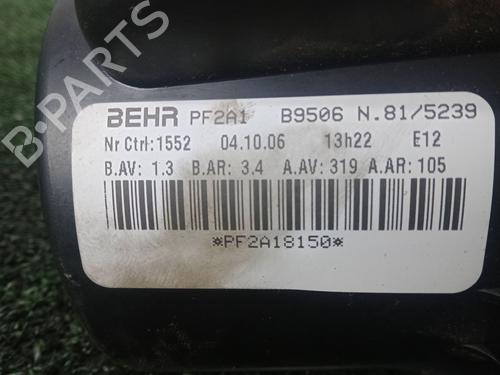 B-PARTS
BEHR PF2A1 B9506 N.81/5239
Nr Ctrl:1552 04.10.06 13h22 E12
B.AV: 1.3 B.AR: 3.4 A.AV: 319 A.AR: 105
*PF2A18150*